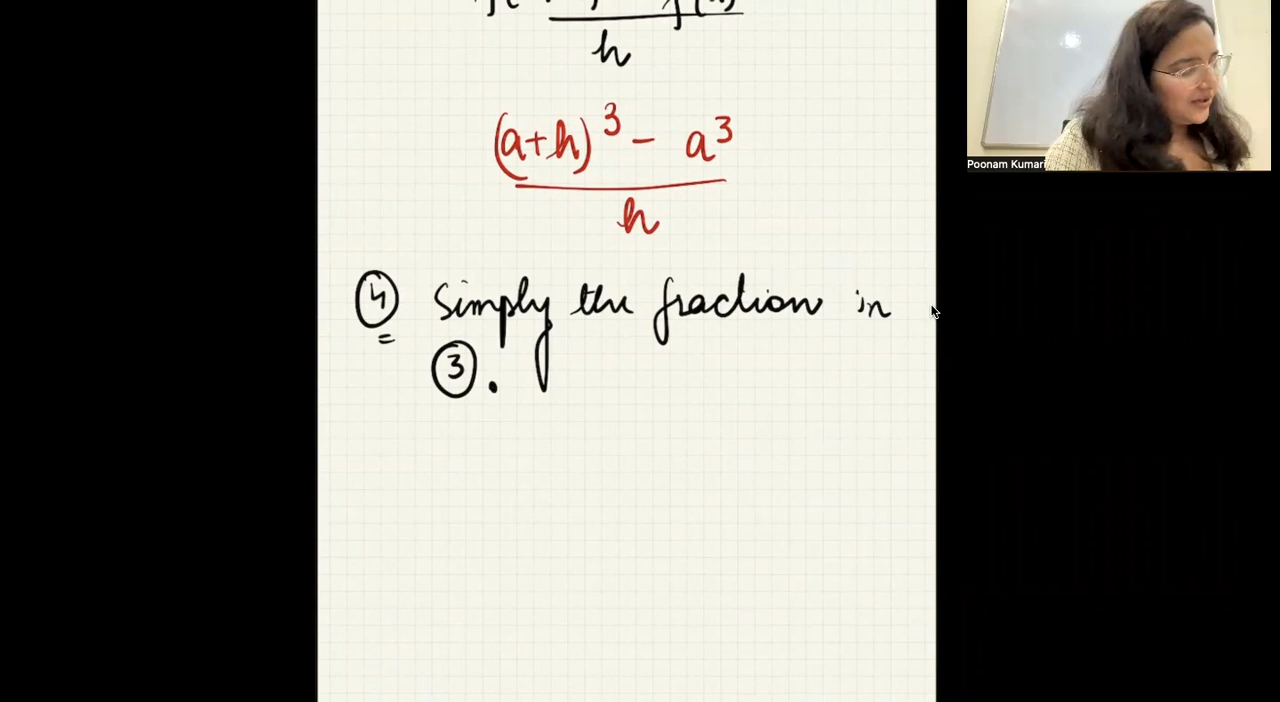 h
(a+h)³ - a³
h
④ Simply the fraction in
③.
Poonam Kumari